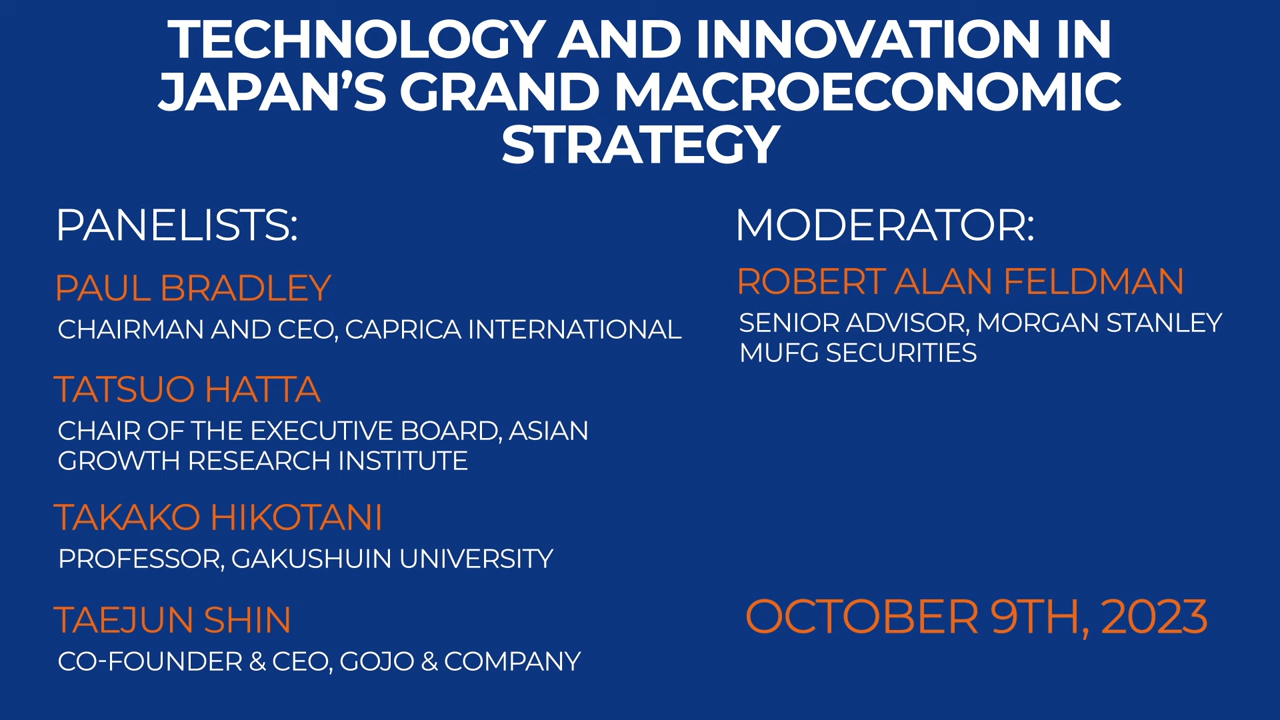 TECHNOLOGY AND INNOVATION IN
JAPAN’S GRAND MACROECONOMIC
STRATEGY
PANELISTS:
PAUL BRADLEY
CHAIRMAN AND CEO, CAPRICA INTERNATIONAL
TATSUO HATTA
CHAIR OF THE EXECUTIVE BOARD, ASIAN
GROWTH RESEARCH INSTITUTE
TAKAKO HIKOTANI
PROFESSOR, GAKUSHUIN UNIVERSITY
TAEJUN SHIN
CO-FOUNDER & CEO, GOJO & COMPANY
MODERATOR:
ROBERT ALAN FELDMAN
SENIOR ADVISOR, MORGAN STANLEY
MUFG SECURITIES
OCTOBER 9TH, 2023